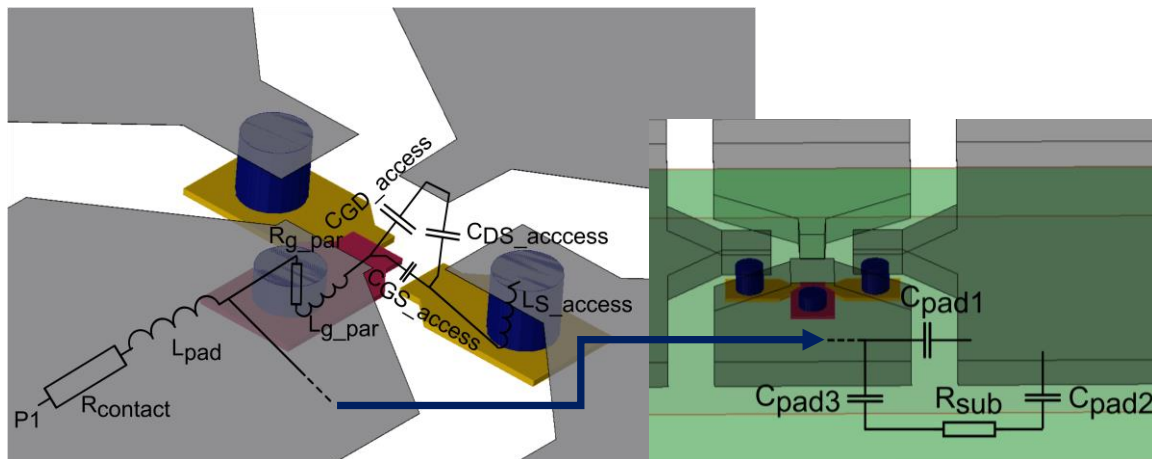 CGD_access
Rg_par
CDS_acccess
CGS_access
LS_access
Lg_par
Lpad
Rcontact
P1
Cpad1
Cpad3
Rsub
Cpad2